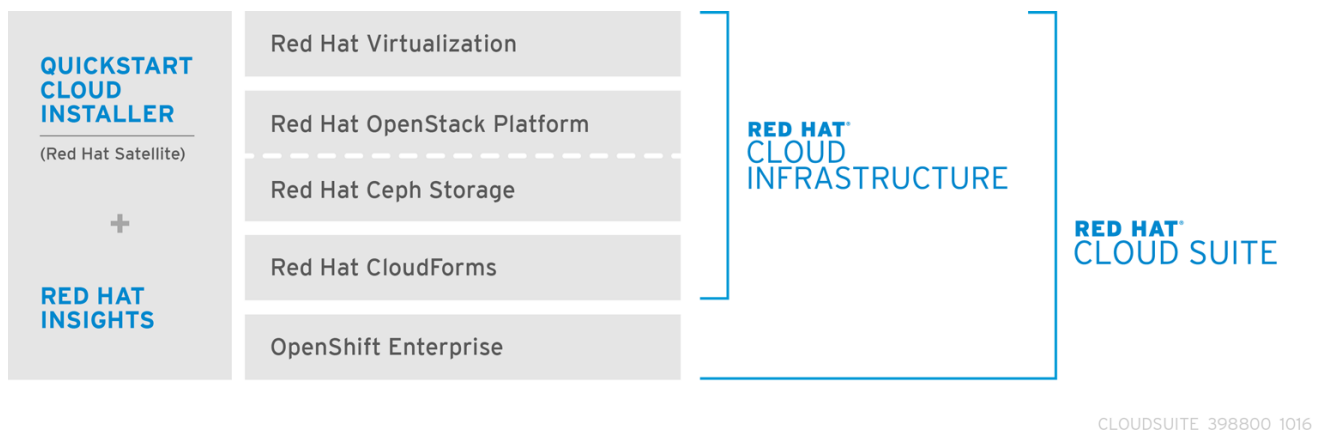 QUICKSTART
CLOUD
INSTALLER
(Red Hat Satellite)
+
RED HAT
INSIGHTS
Red Hat Virtualization
Red Hat OpenStack Platform
Red Hat Ceph Storage
Red Hat CloudForms
OpenShift Enterprise
RED HAT®
CLOUD
INFRASTRUCTURE
RED HAT®
CLOUD SUITE
CLOUDSUITE 398800 1016